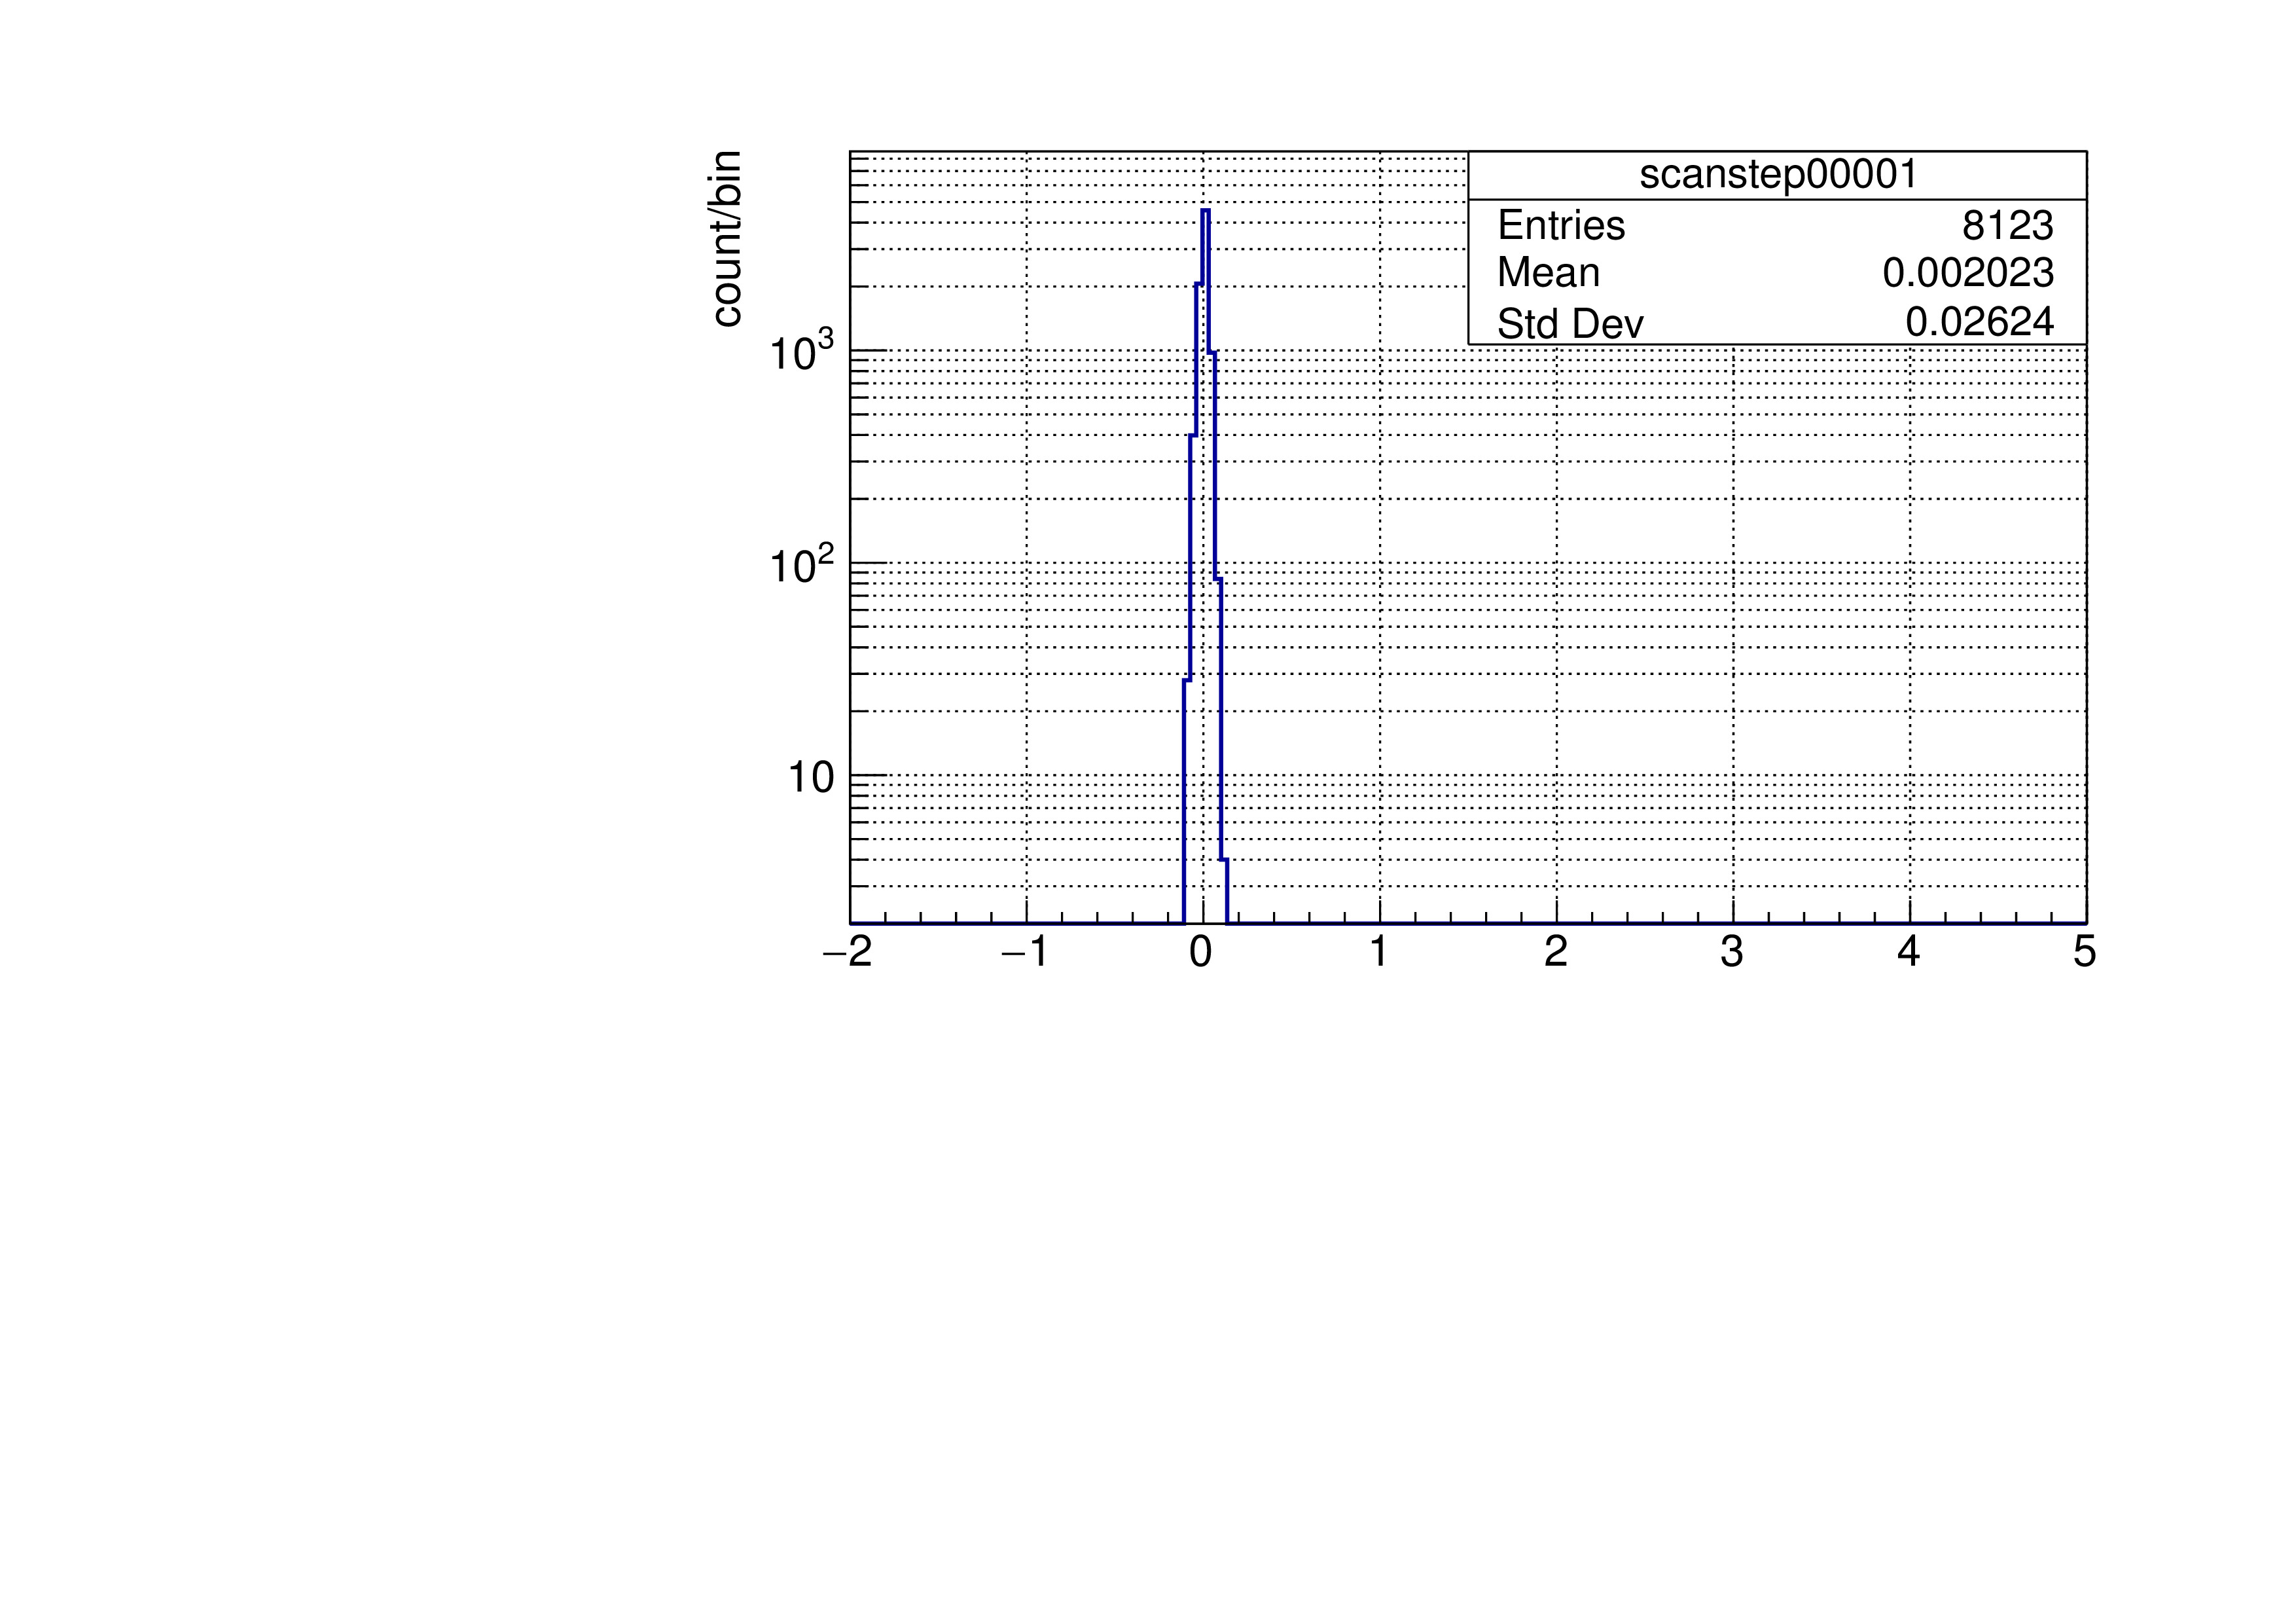 count/bin
scanstep00001
Entries 8123
Mean 0.002023
Std Dev 0.02624
10³
10²
10
−2 −1 0 1 2 3 4 5